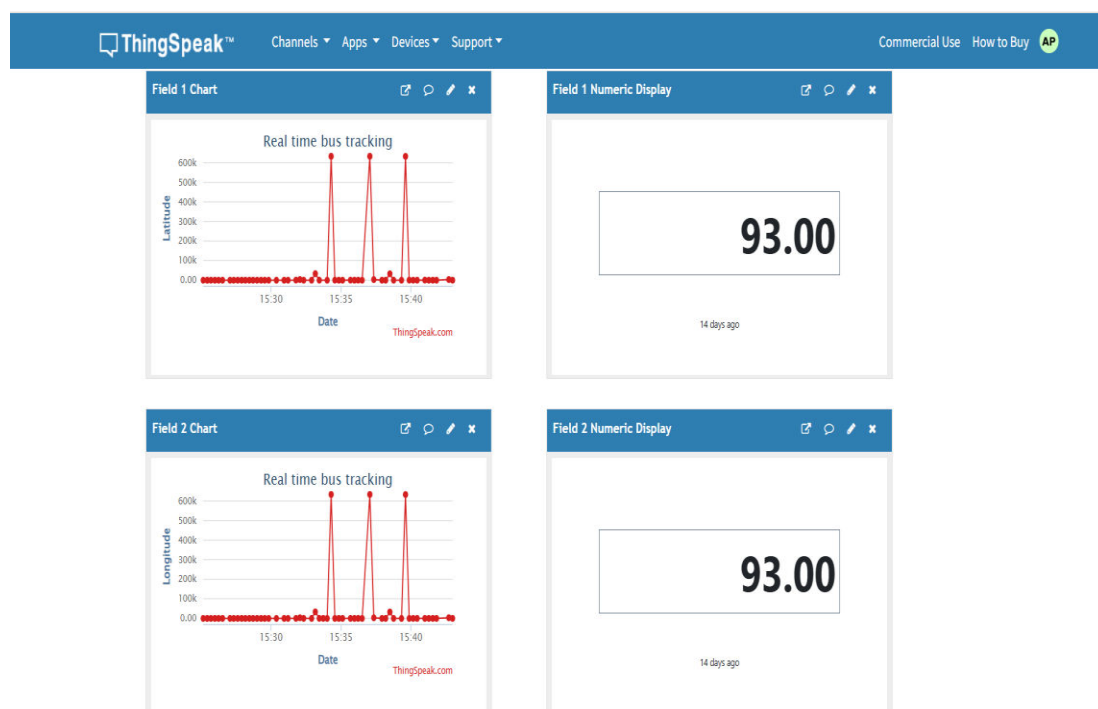 ThingSpeak™ Channels Apps Devices Support Commercial Use How to Buy AP
Field 1 Chart
Real time bus tracking
600k
500k
400k
300k
200k
100k
0.00
Latitude
15:30 15:35 15:40
Date
ThingSpeak.com
Field 1 Numeric Display
93.00
14 days ago
Field 2 Chart
Real time bus tracking
600k
500k
400k
300k
200k
100k
0.00
Longitude
15:30 15:35 15:40
Date
ThingSpeak.com
Field 2 Numeric Display
93.00
14 days ago